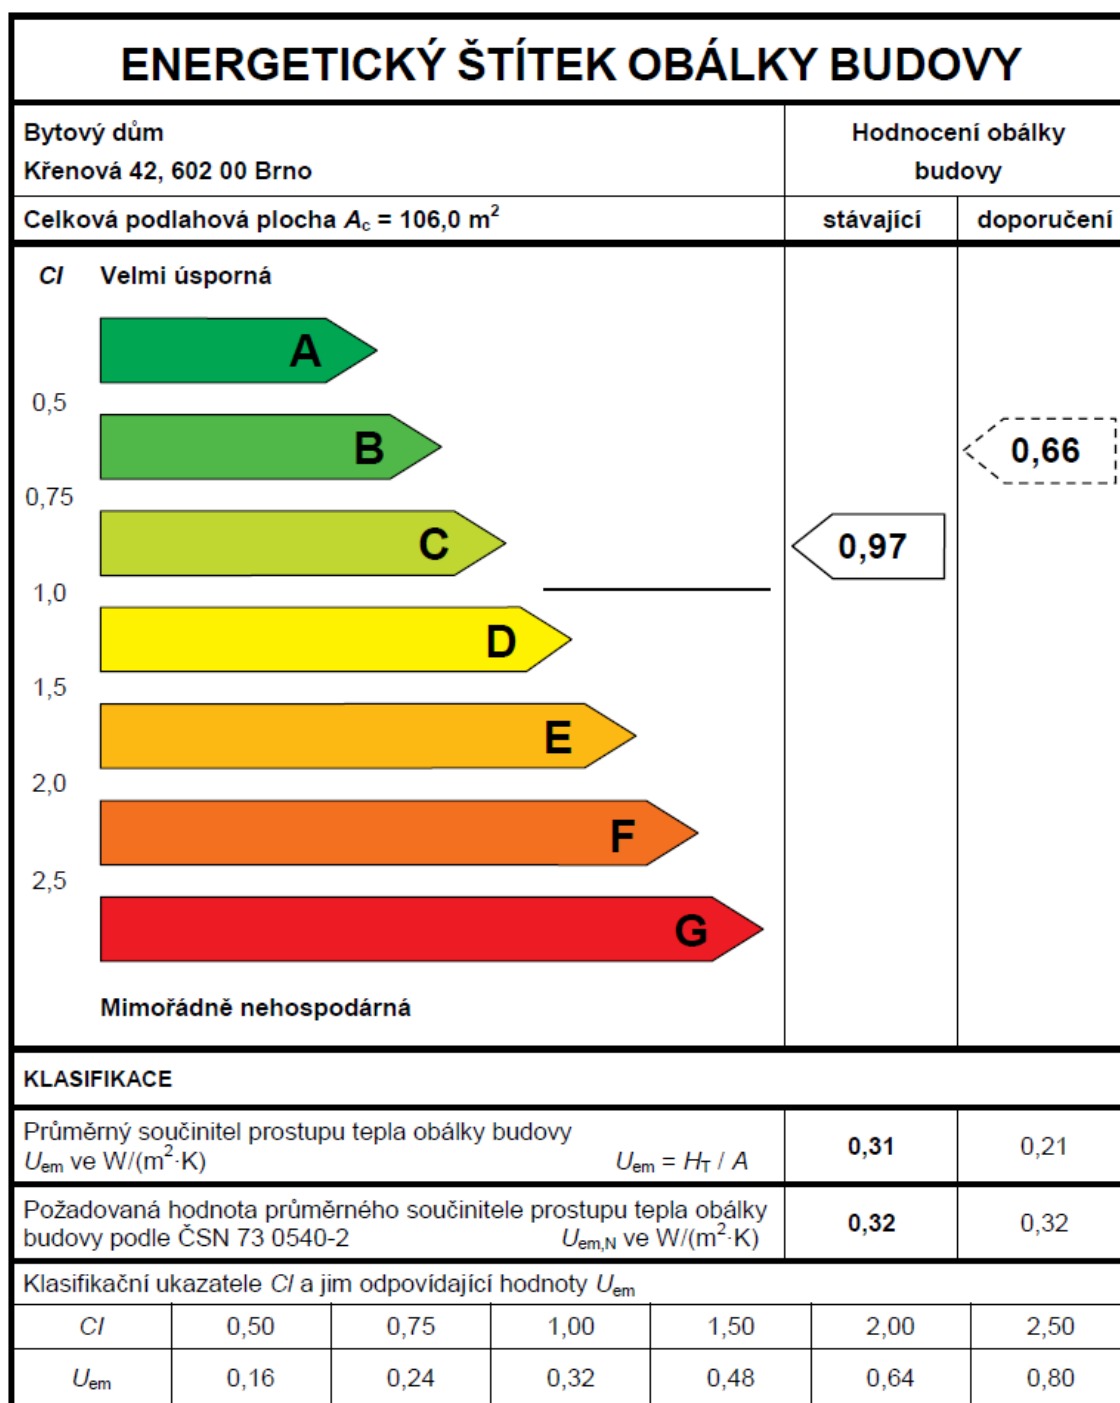 ENERGETICKÝ ŠTÍTEK OBÁLKY BUDOVY
Bytový dům
Křenová 42, 602 00 Brno
Hodnocení obálky
budovy
Celková podlahová plocha Ac = 106,0 m²
stávající
doporučení
CI Velmi úsporná
A
0,5
B
0,66
0,75
C
0,97
1,0
D
1,5
E
2,0
F
2,5
G
Mimořádně nehospodárná
KLASIFIKACE
Průměrný součinitel prostupu tepla obálky budovy
Uem ve W/(m²·K) Uem = HT / A
0,31
0,21
Požadovaná hodnota průměrného součinitele prostupu tepla obálky
budovy podle ČSN 73 0540-2 Uem,N ve W/(m²·K)
0,32
0,32
Klasifikační ukazatele CI a jim odpovídající hodnoty Uem
CI 0,50 0,75 1,00 1,50 2,00 2,50
Uem 0,16 0,24 0,32 0,48 0,64 0,80